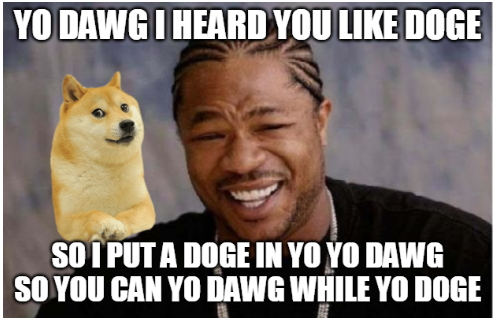 YO DAWG I HEARD YOU LIKE DOGE
SO I PUT A DOGE IN YO YO DAWG
SO YOU CAN YO DAWG WHILE YO DOGE